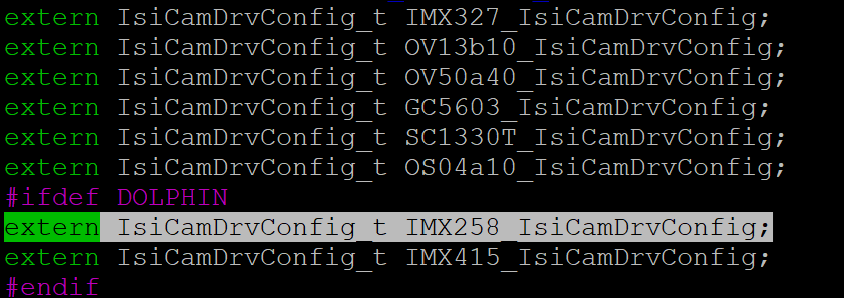 extern IsiCamDrvConfig_t IMX327_IsiCamDrvConfig;
extern IsiCamDrvConfig_t OV13b10_IsiCamDrvConfig;
extern IsiCamDrvConfig_t OV50a40_IsiCamDrvConfig;
extern IsiCamDrvConfig_t GC5603_IsiCamDrvConfig;
extern IsiCamDrvConfig_t SC1330T_IsiCamDrvConfig;
extern IsiCamDrvConfig_t OS04a10_IsiCamDrvConfig;
#ifdef DOLPHIN
extern IsiCamDrvConfig_t IMX258_IsiCamDrvConfig;
extern IsiCamDrvConfig_t IMX415_IsiCamDrvConfig;
#endif